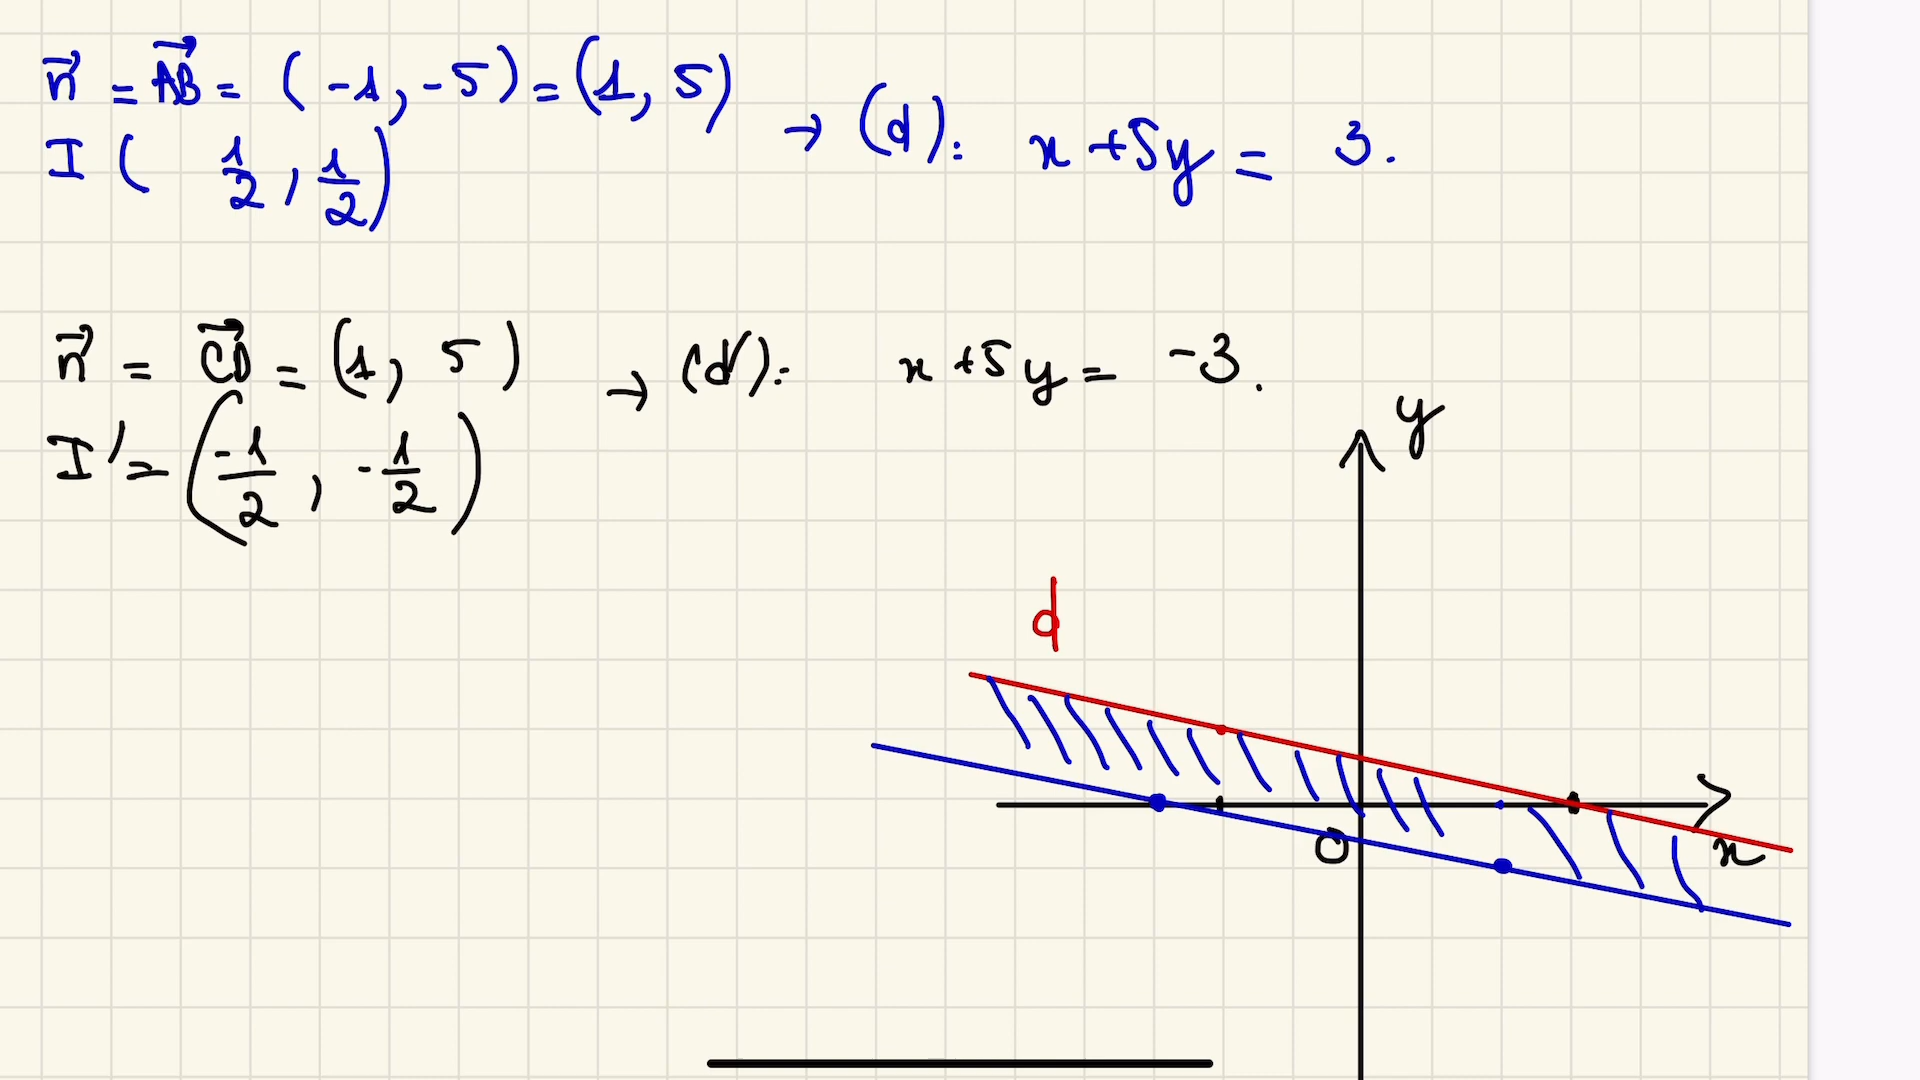 n⃗ = AB⃗ = (-1, -5) = (1, 5)
I (1/2, 1/2) → (d): x + 5y = 3.
n⃗ = CD⃗ = (1, 5) → (d'): x + 5y = -3.
I' = (-1/2, -1/2)
y
d
O
x